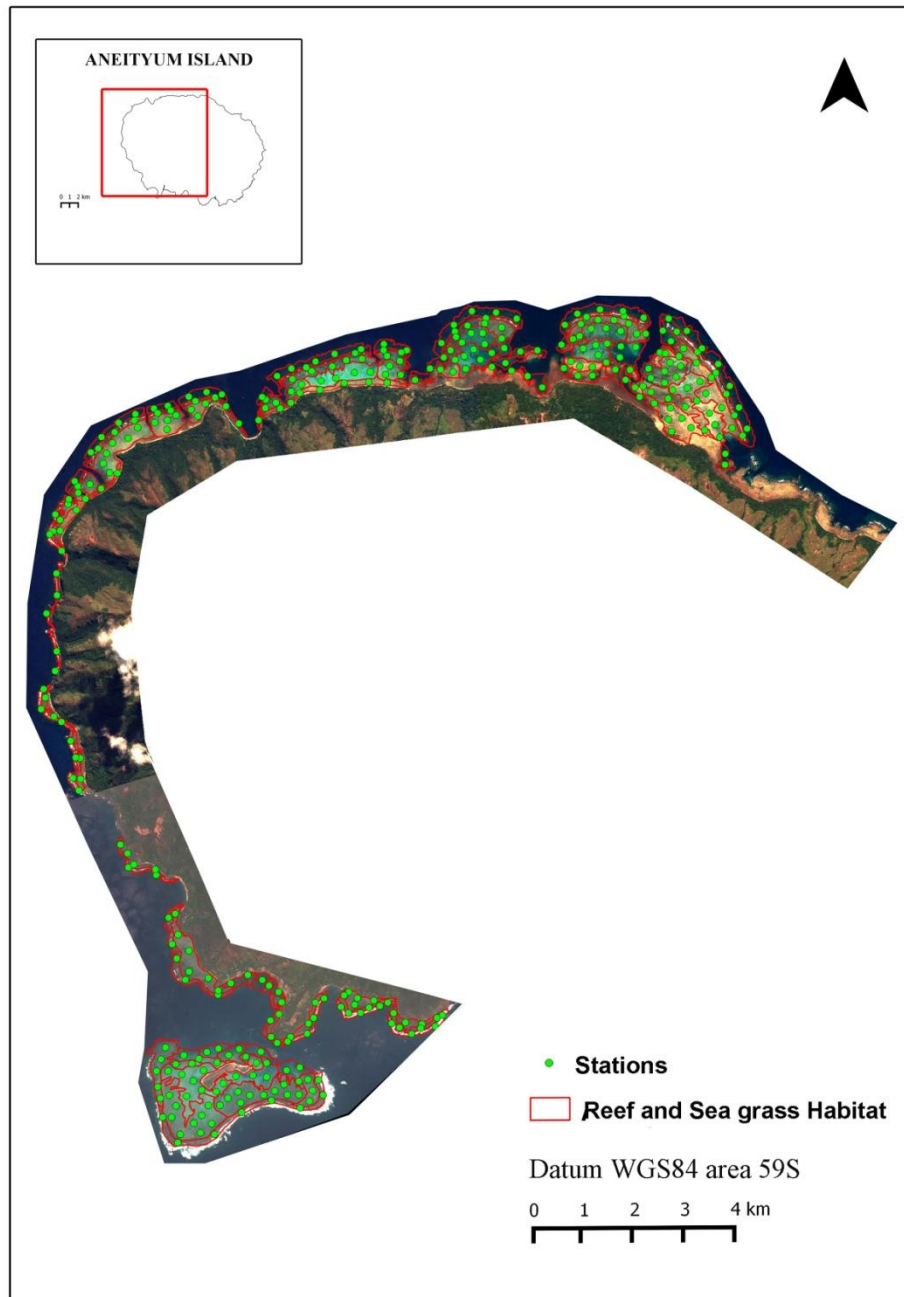 ANEITYUM ISLAND
0 1 2 km
Stations
Reef and Sea grass Habitat
Datum WGS84 area 59S
0 1 2 3 4 km